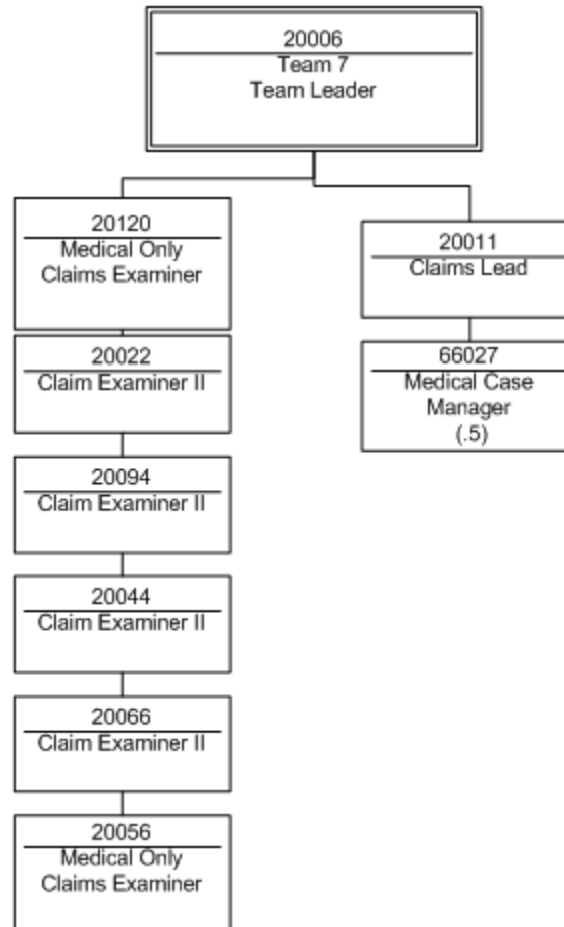 20006
Team 7
Team Leader
20120
Medical Only
Claims Examiner
20022
Claim Examiner II
20094
Claim Examiner II
20044
Claim Examiner II
20066
Claim Examiner II
20056
Medical Only
Claims Examiner
20011
Claims Lead
66027
Medical Case
Manager
(.5)